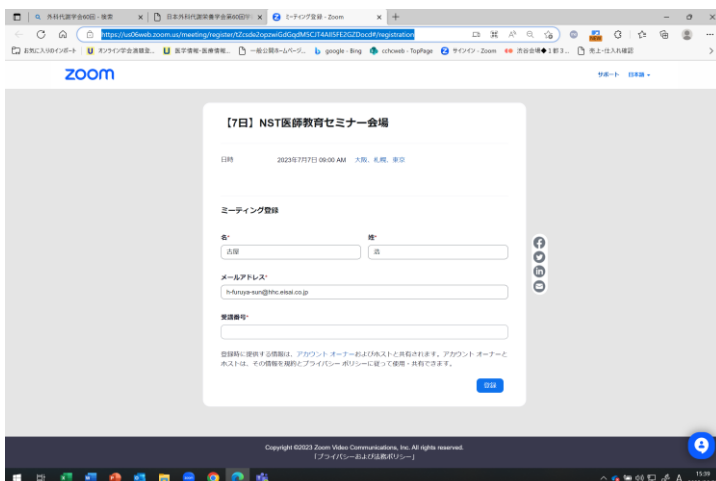 外科代謝学会60回 - 検索
日本外科代謝栄養学会第60回学
ミーティング登録 - Zoom
https://us06web.zoom.us/meeting/register/tZcsde2opzwiGdGqdMSCJT4AIISFE2GZDocd#/registration
お気に入りのインポート
オンライン学会演題登...
医学情報・医療情報...
一般公開ホームページ...
google - Bing
cchcweb - TopPage
サインイン - Zoom
渋谷会場◆1部3...
売上-仕入れ確認
zoom
サポート 日本語
【7日】NST医師教育セミナー会場
日時 2023年7月7日 09:00 AM 大阪、札幌、東京
ミーティング登録
名* 姓*
古屋 浩
メールアドレス*
h-furuya-sun@hhc.eisai.co.jp
受講番号*
登録時に提供する情報は、アカウント オーナーおよびホストと共有されます。アカウント オーナーと
ホストは、その情報を規約とプライバシー ポリシーに従って使用・共有できます。
登録
Copyright ©2023 Zoom Video Communications, Inc. All rights reserved.
「プライバシーおよび法務ポリシー」
A 15:39